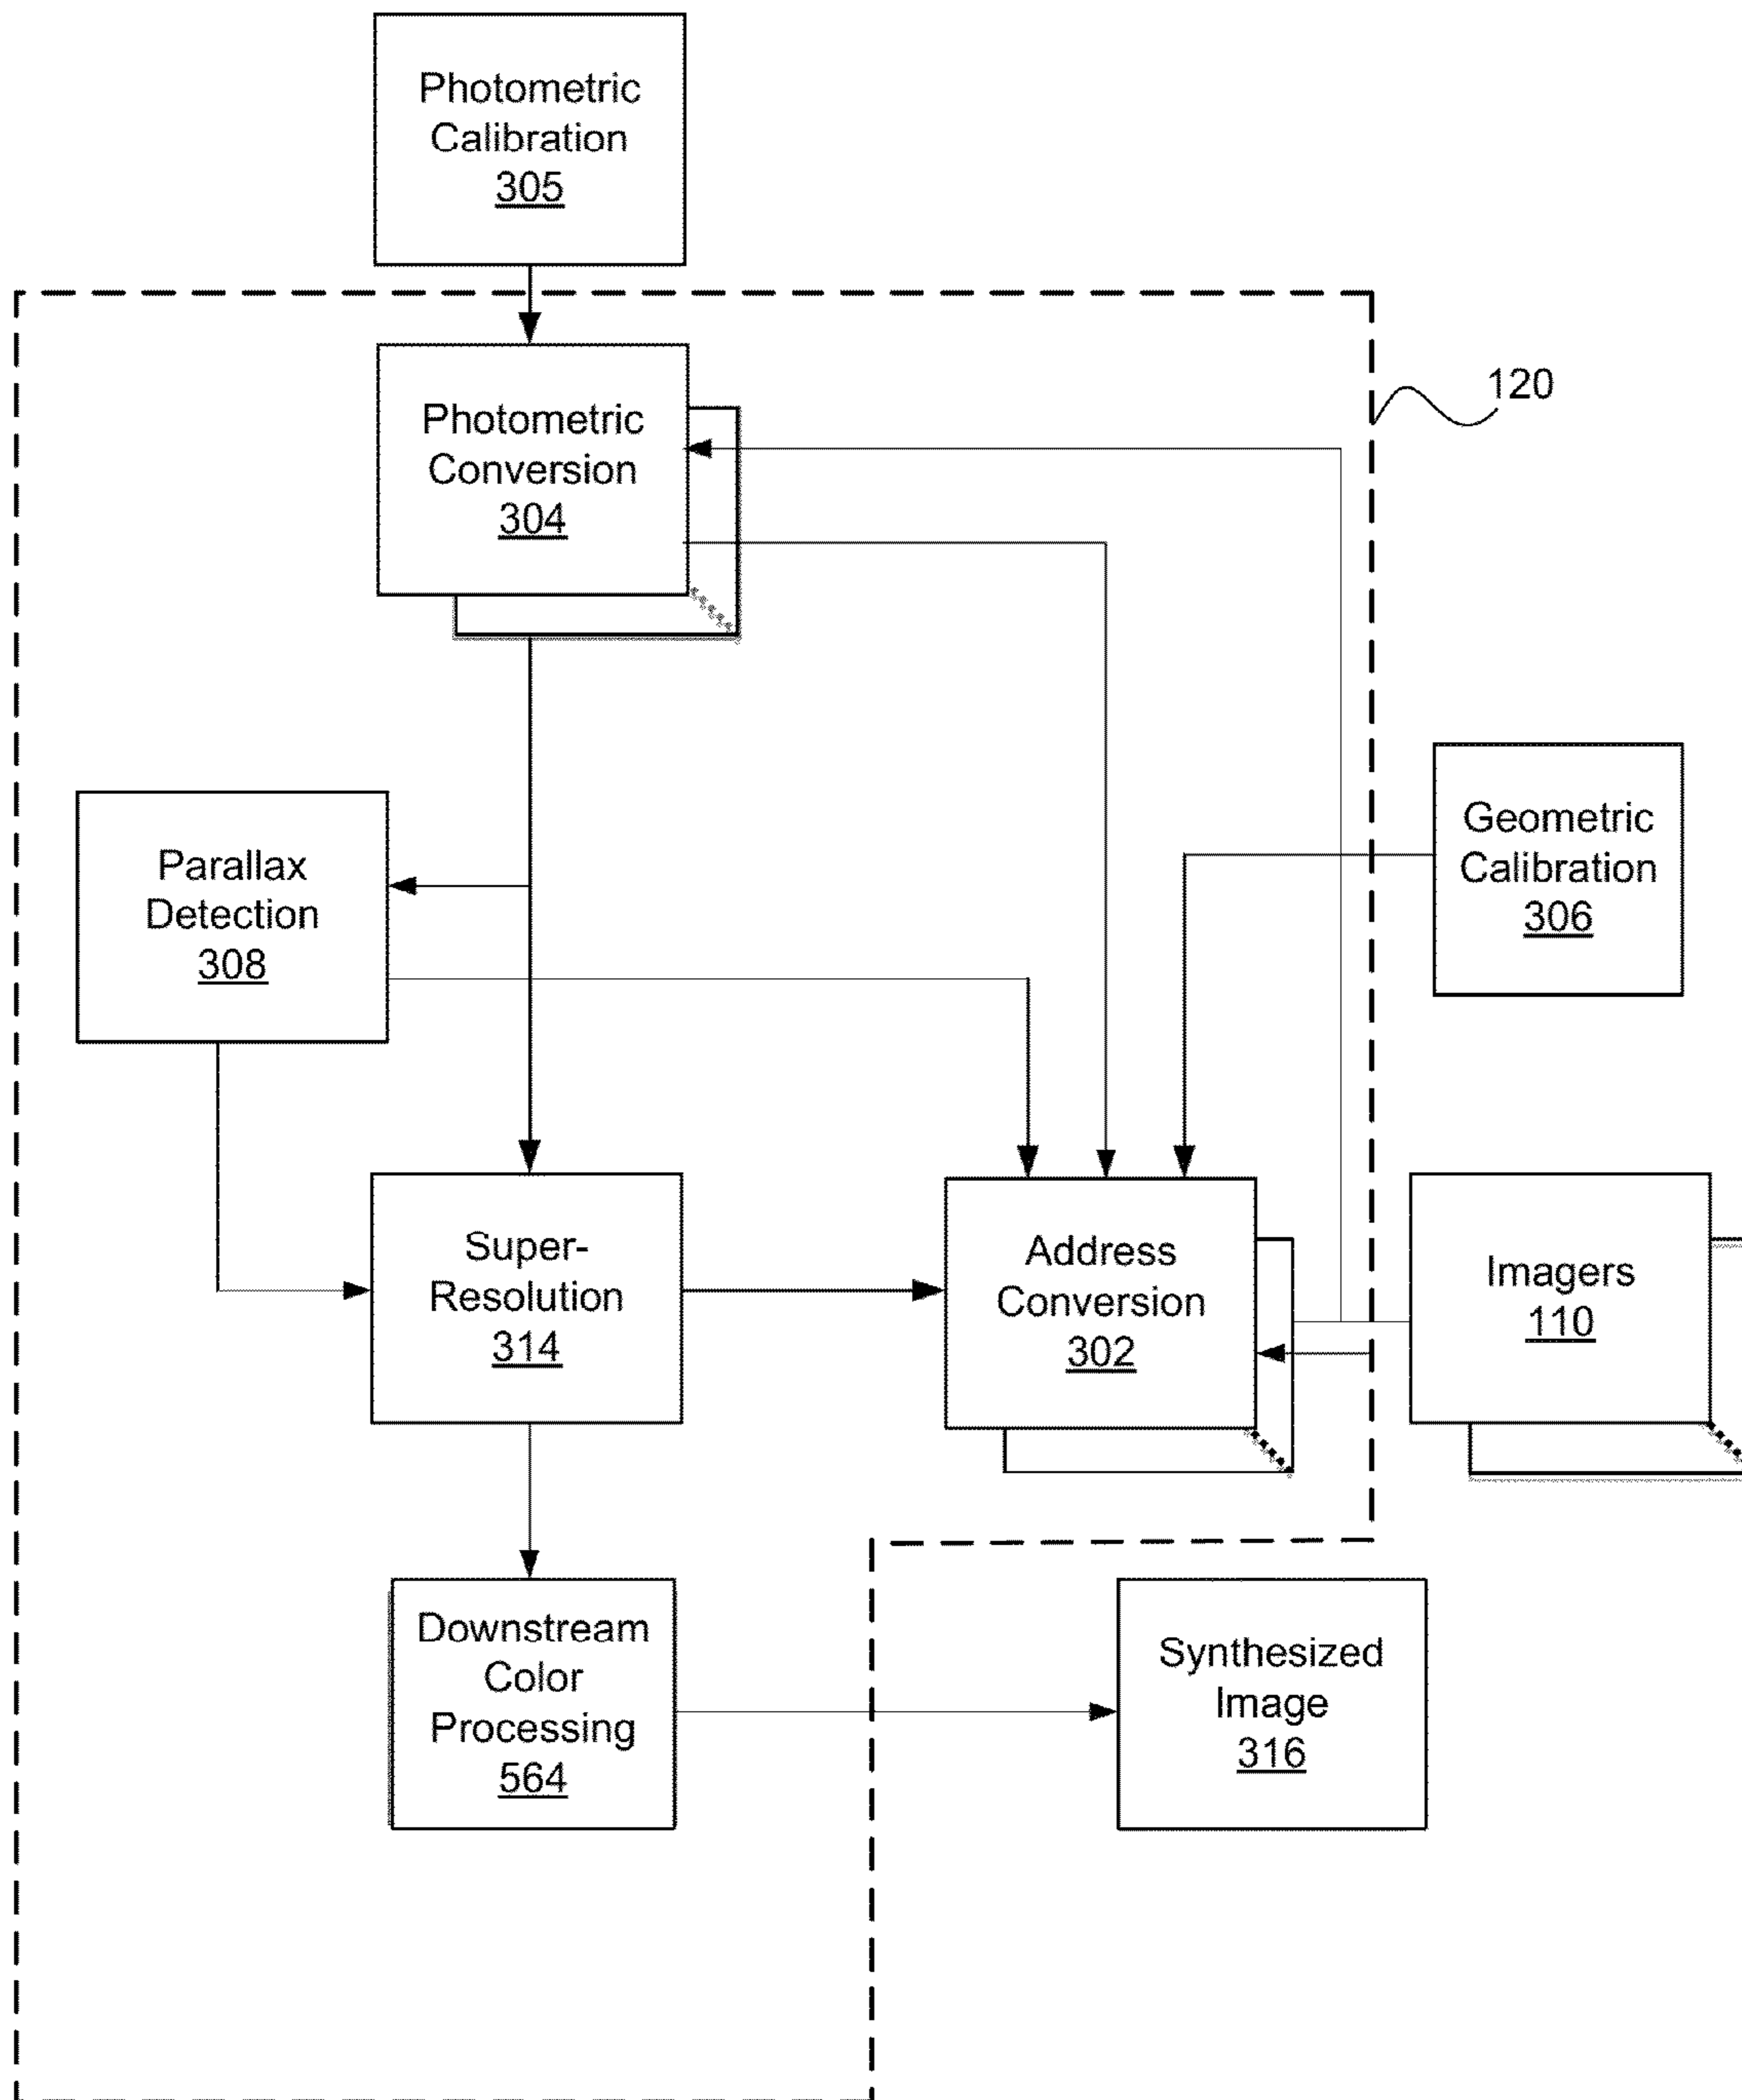 Photometric
Calibration
305
120
Photometric
Conversion
304
Geometric
Calibration
306
Parallax
Detection
308
Super-
Resolution
314
Address
Conversion
302
Imagers
110
Downstream
Color
Processing
564
Synthesized
Image
316